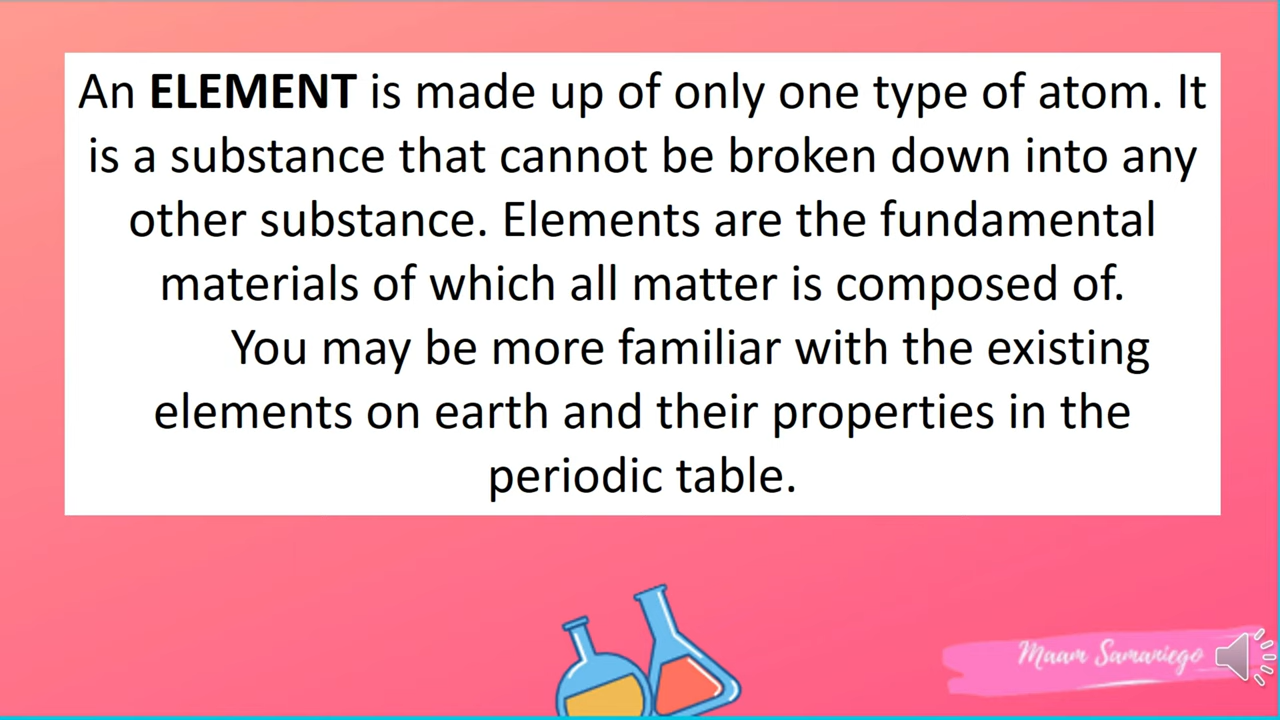 An ELEMENT is made up of only one type of atom. It
is a substance that cannot be broken down into any
other substance. Elements are the fundamental
materials of which all matter is composed of.
You may be more familiar with the existing
elements on earth and their properties in the
periodic table.
Maam Samaniego